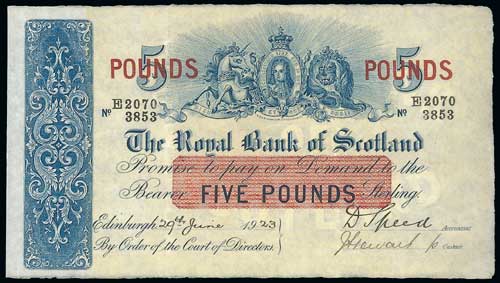 5 POUNDS 5 POUNDS
E2070 E2070
No 3853 No 3853
The Royal Bank of Scotland
Promise to pay on Demand to the
Bearer FIVE POUNDS Sterling.
Edinburgh 29th June 1923
By Order of the Court of Directors.
D Speed Accountant
J Stewart p Cashier